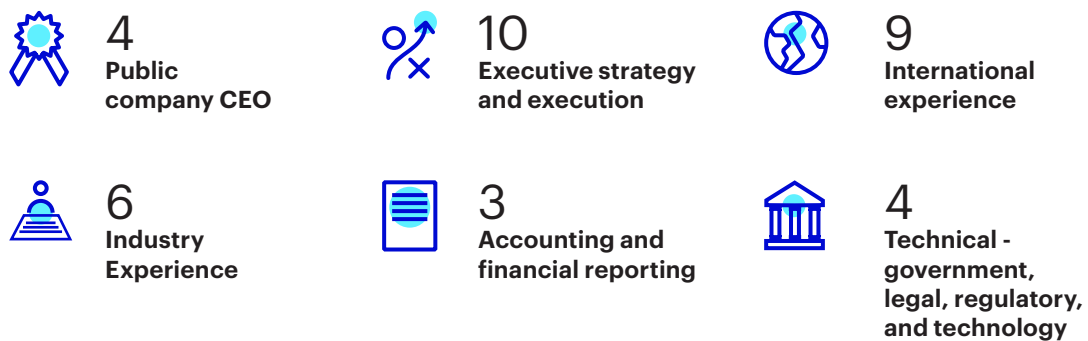 4
Public
company CEO
10
Executive strategy
and execution
9
International
experience
6
Industry
Experience
3
Accounting and
financial reporting
4
Technical -
government,
legal, regulatory,
and technology